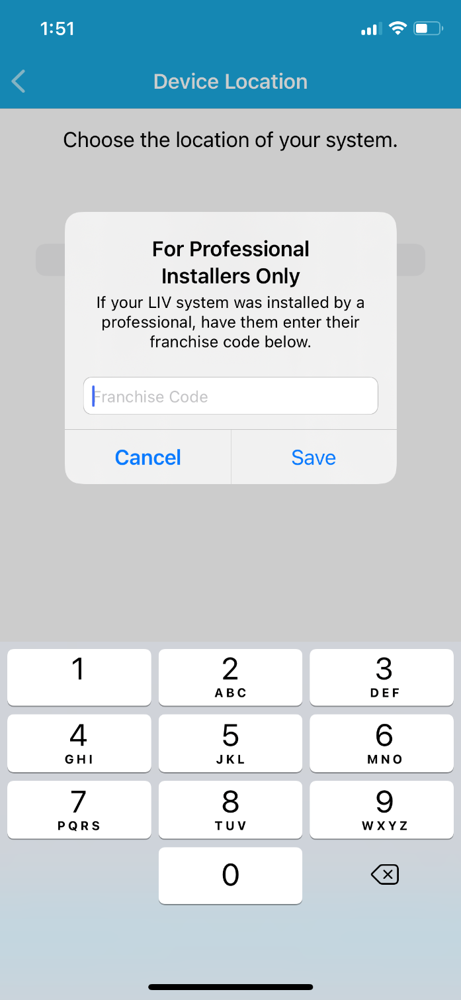 1:51
Device Location
Choose the location of your system.
For Professional
Installers Only
If your LIV system was installed by a
professional, have them enter their
franchise code below.
Franchise Code
Cancel Save
1 2 3
ABC DEF
4 5 6
GHI JKL MNO
7 8 9
PQRS TUV WXYZ
0